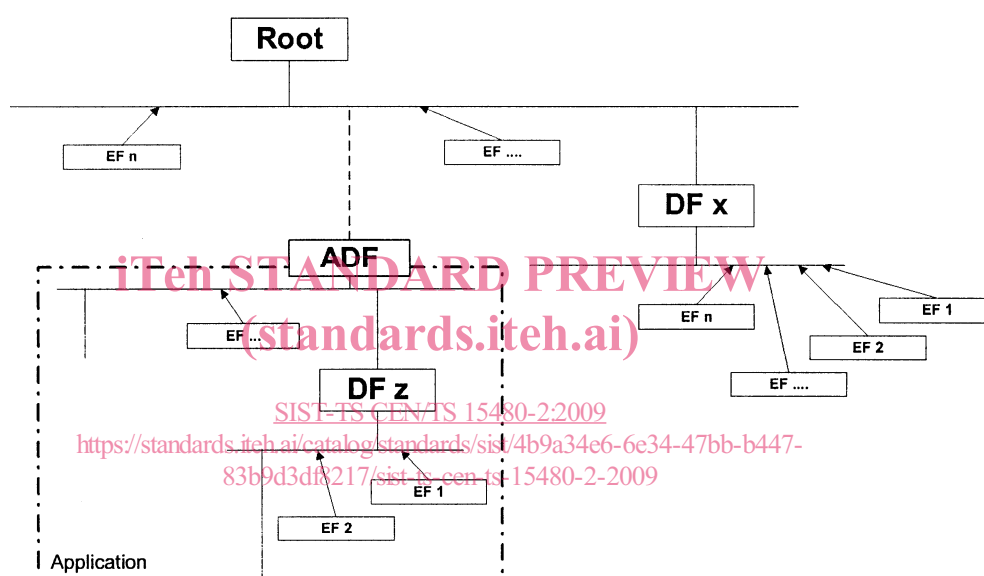 Root
EF n
EF ....
DF x
ADF
iTeh STANDARD PREVIEW
EF n
EF 1
EF ...
(standards.iteh.ai)
EF 2
EF ....
DF z
SIST-TS CEN/TS 15480-2:2009
https://standards.iteh.ai/catalog/standards/sist/4b9a34e6-6e34-47bb-b447-
83b9d3df8217/sist-ts-cen-ts-15480-2-2009
EF 1
EF 2
Application